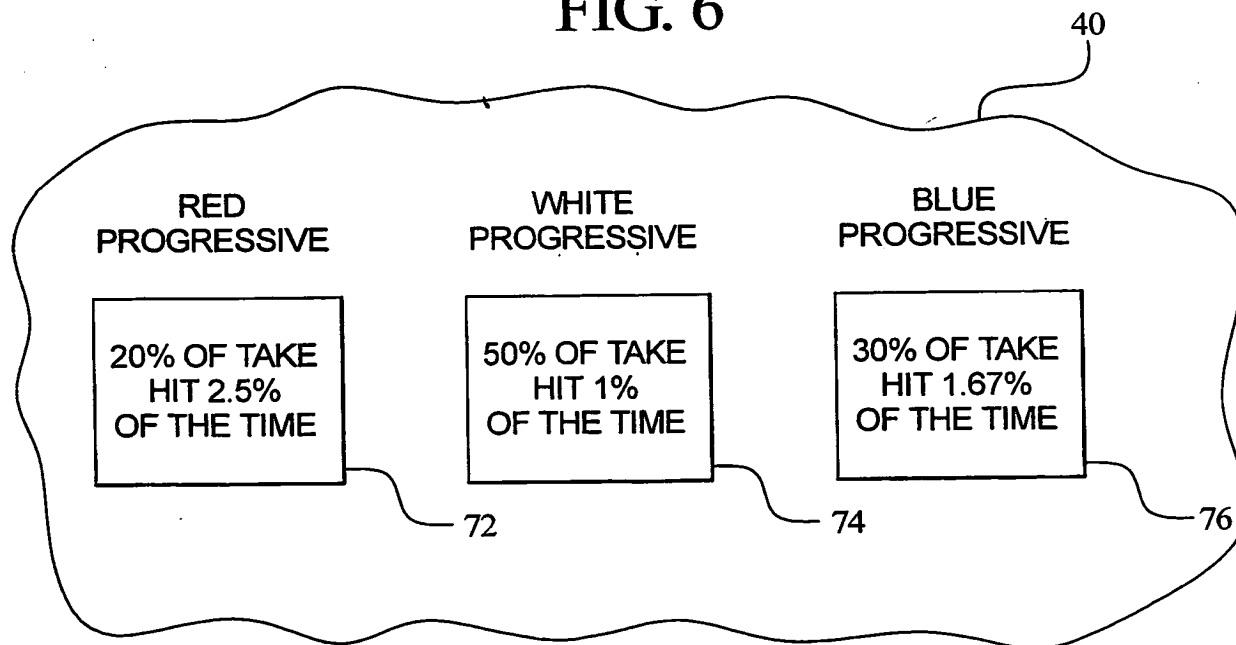 FIG. 6
40
RED
PROGRESSIVE
WHITE
PROGRESSIVE
BLUE
PROGRESSIVE
20% OF TAKE
HIT 2.5%
OF THE TIME
50% OF TAKE
HIT 1%
OF THE TIME
30% OF TAKE
HIT 1.67%
OF THE TIME
72
74
76